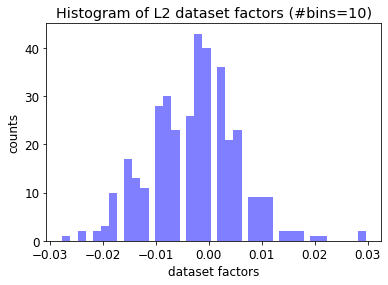 Histogram of L2 dataset factors (#bins=10)
counts
40
30
20
10
0
−0.03 −0.02 −0.01 0.00 0.01 0.02 0.03
dataset factors